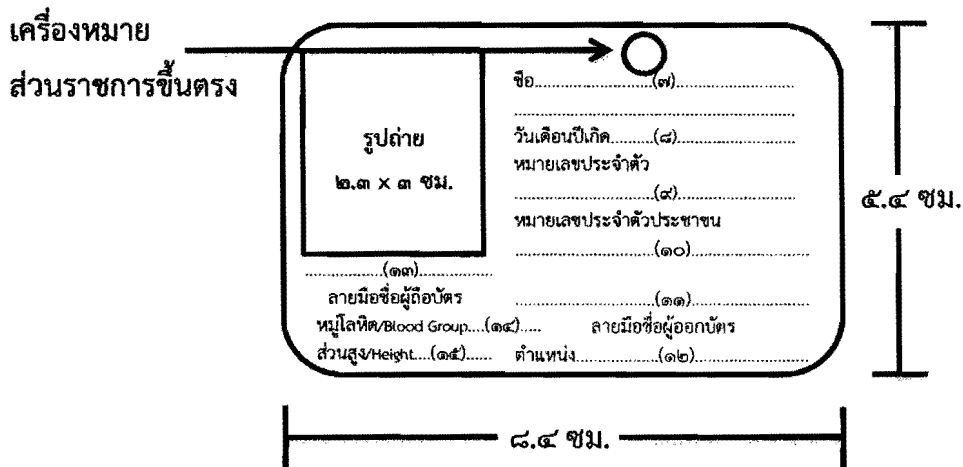 เครื่องหมาย
ส่วนราชการขึ้นตรง
รูปถ่าย
๒.๓ × ๓ ซม.
ชื่อ..............................(๗)..............................
วันเดือนปีเกิด.........(๘)..............................
หมายเลขประจำตัว
..............................(๙)..............................
หมายเลขประจำตัวประชาชน
..............................(๑๐)..............................
..................(๑๓)..................
ลายมือชื่อผู้ถือบัตร
..............................(๑๑)..............................
ลายมือชื่อผู้ออกบัตร
หมู่โลหิต/Blood Group....(๑๔).....
ส่วนสูง/Height....(๑๕)......
ตำแหน่ง....................(๑๒)....................
๕.๔ ซม.
๘.๔ ซม.